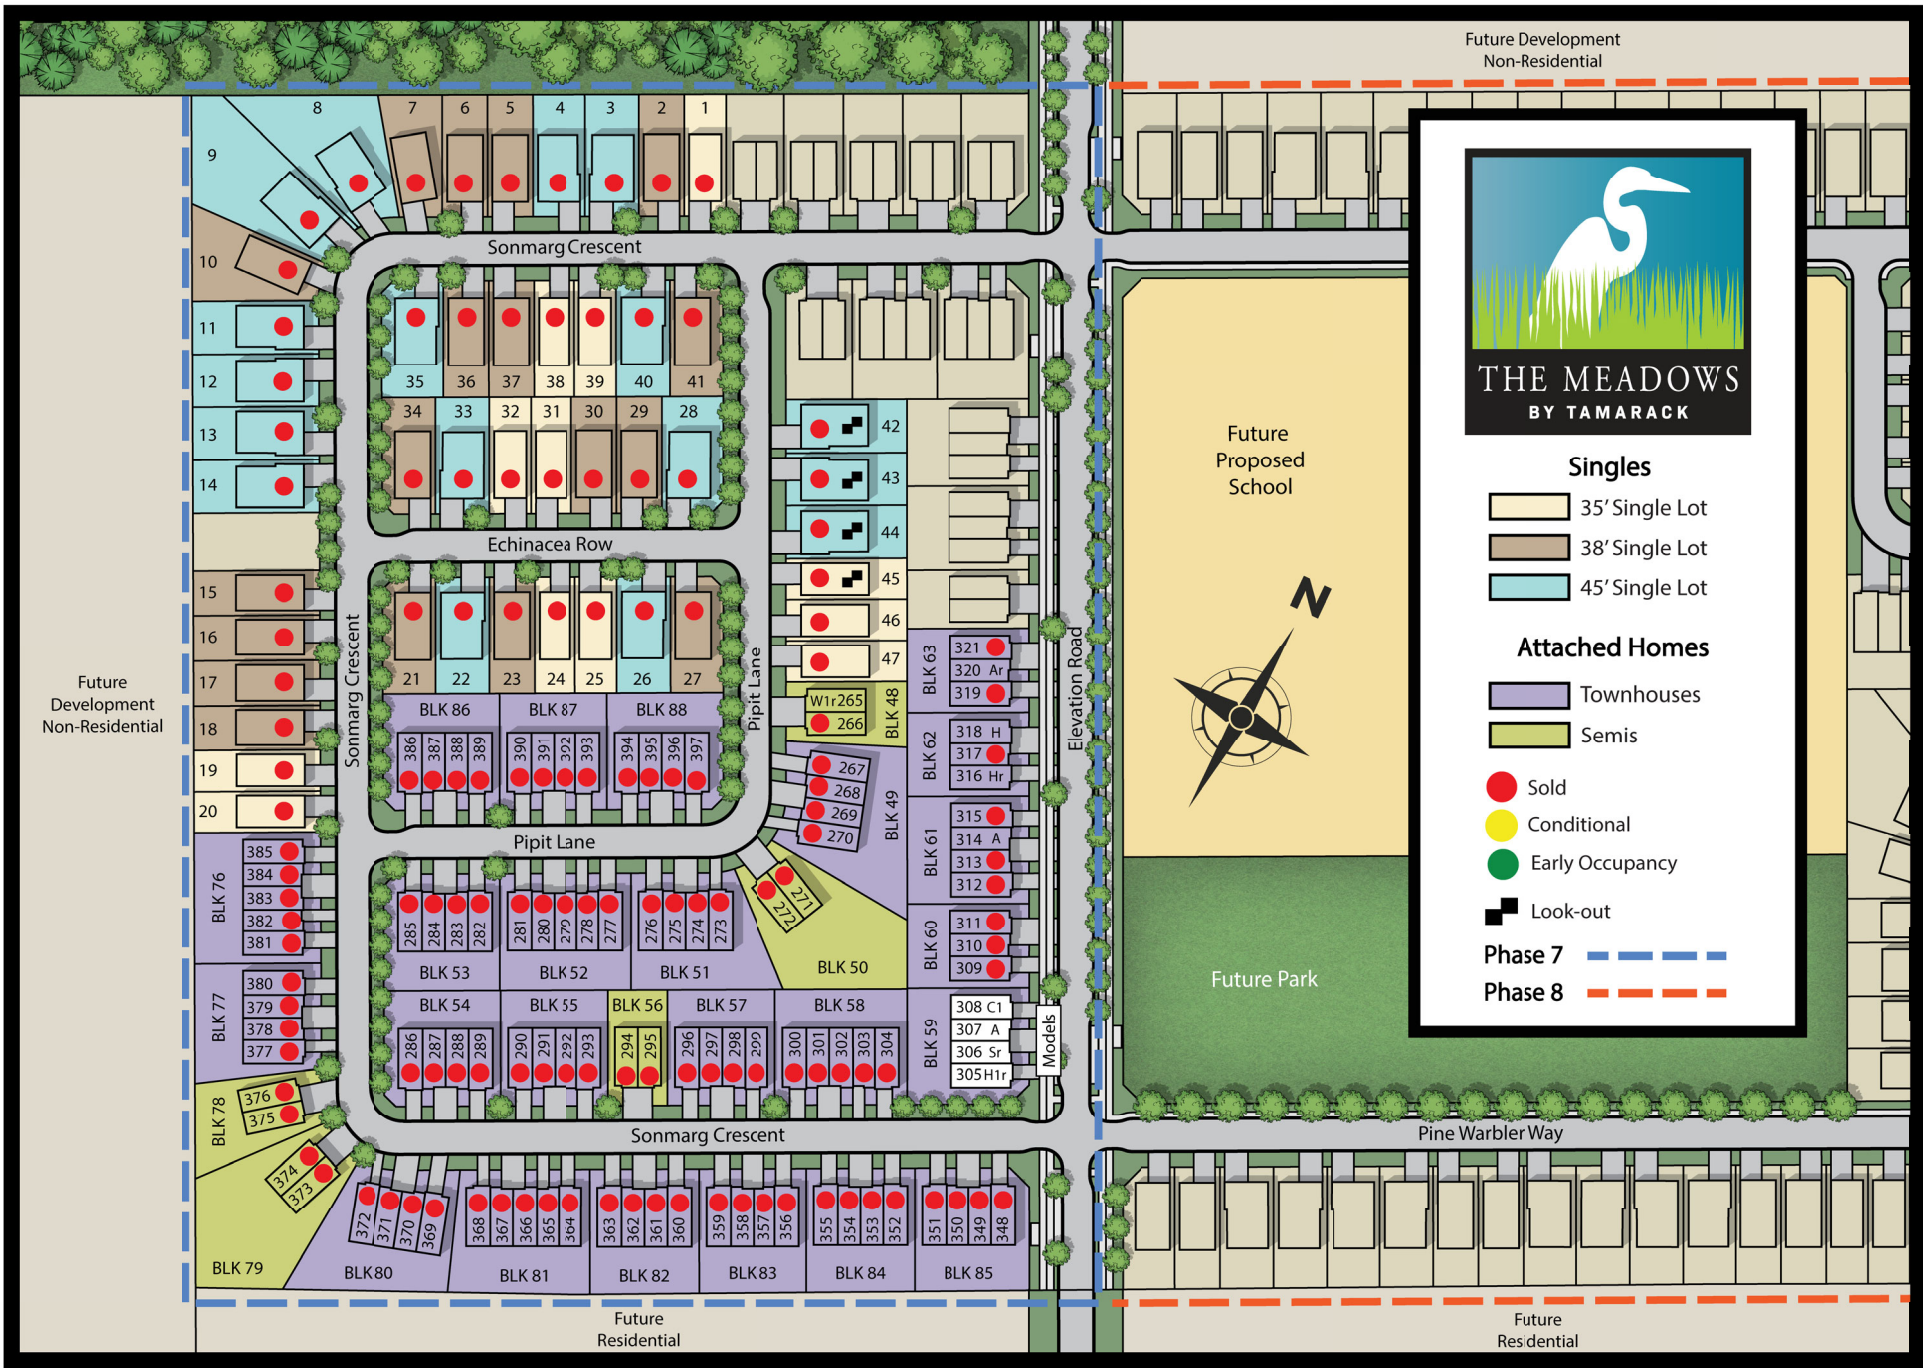 Future Development
Non-Residential
8
7
6
5
4
3
2
1
9
Sonmarg Crescent
10
11
12
13
14
35
36
37
38
39
40
41
34
33
32
31
30
29
28
42
43
44
45
46
47
Echinacea Row
15
16
17
18
19
20
Sonmarg Crescent
21
22
23
24
25
26
27
Pipit Lane
Future
Development
Non-Residential
BLK 86
BLK 87
BLK 88
386
387
388
389
390
391
392
393
394
395
396
397
W1r 265
266
BLK 48
267
268
269
270
BLK 49
BLK 63
321
320 Ar
319
BLK 62
318 H
317
316 Hr
BLK 61
315
314 A
313
312
BLK 60
311
310
309
BLK 59
308 C1
307 A
306 Sr
305 H1r
Models
Elevation Road
Pipit Lane
BLK 76
385
384
383
382
381
BLK 77
380
379
378
377
BLK 78
376
375
374
373
BLK 79
285
284
283
282
281
280
279
278
277
276
275
274
273
271
272
BLK 53
BLK 52
BLK 51
BLK 50
BLK 54
BLK 55
BLK 56
BLK 57
BLK 58
286
287
288
289
290
291
292
293
294
295
296
297
298
299
300
301
302
303
304
Sonmarg Crescent
Pine Warbler Way
372
371
370
369
368
367
366
365
364
363
362
361
360
359
358
357
356
355
354
353
352
351
350
349
348
BLK 80
BLK 81
BLK 82
BLK 83
BLK 84
BLK 85
Future
Residential
Future
Residential
Future
Proposed
School
N
Future Park
THE MEADOWS
BY TAMARACK
Singles
35' Single Lot
38' Single Lot
45' Single Lot
Attached Homes
Townhouses
Semis
Sold
Conditional
Early Occupancy
Look-out
Phase 7
Phase 8